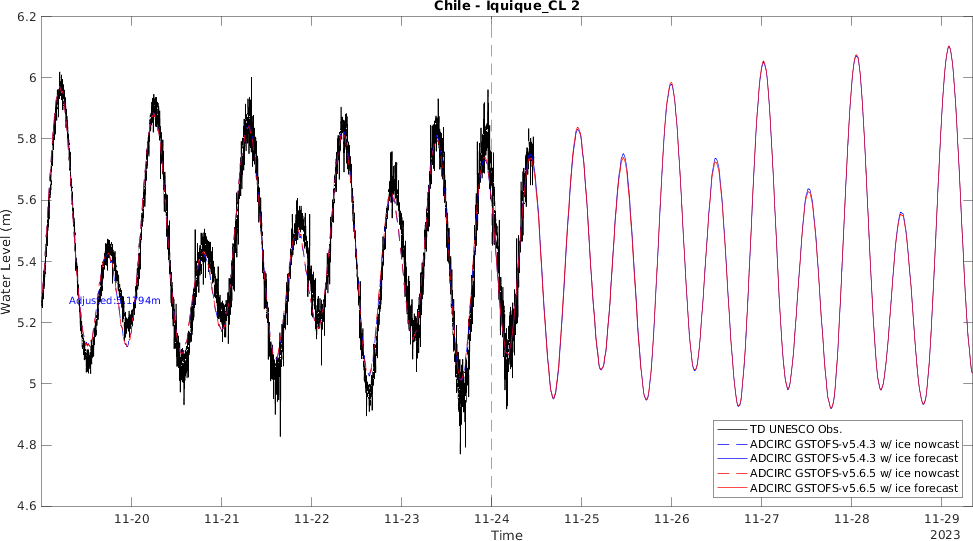 Chile - Iquique_CL 2
6.2
6
5.8
5.6
5.4
5.2
5
4.8
4.6
Water Level (m)
Adjusted:5.1794m
TD UNESCO Obs.
ADCIRC GSTOFS-v5.4.3 w/ ice nowcast
ADCIRC GSTOFS-v5.4.3 w/ ice forecast
ADCIRC GSTOFS-v5.6.5 w/ ice nowcast
ADCIRC GSTOFS-v5.6.5 w/ ice forecast
11-20 11-21 11-22 11-23 11-24 11-25 11-26 11-27 11-28 11-29
2023
Time